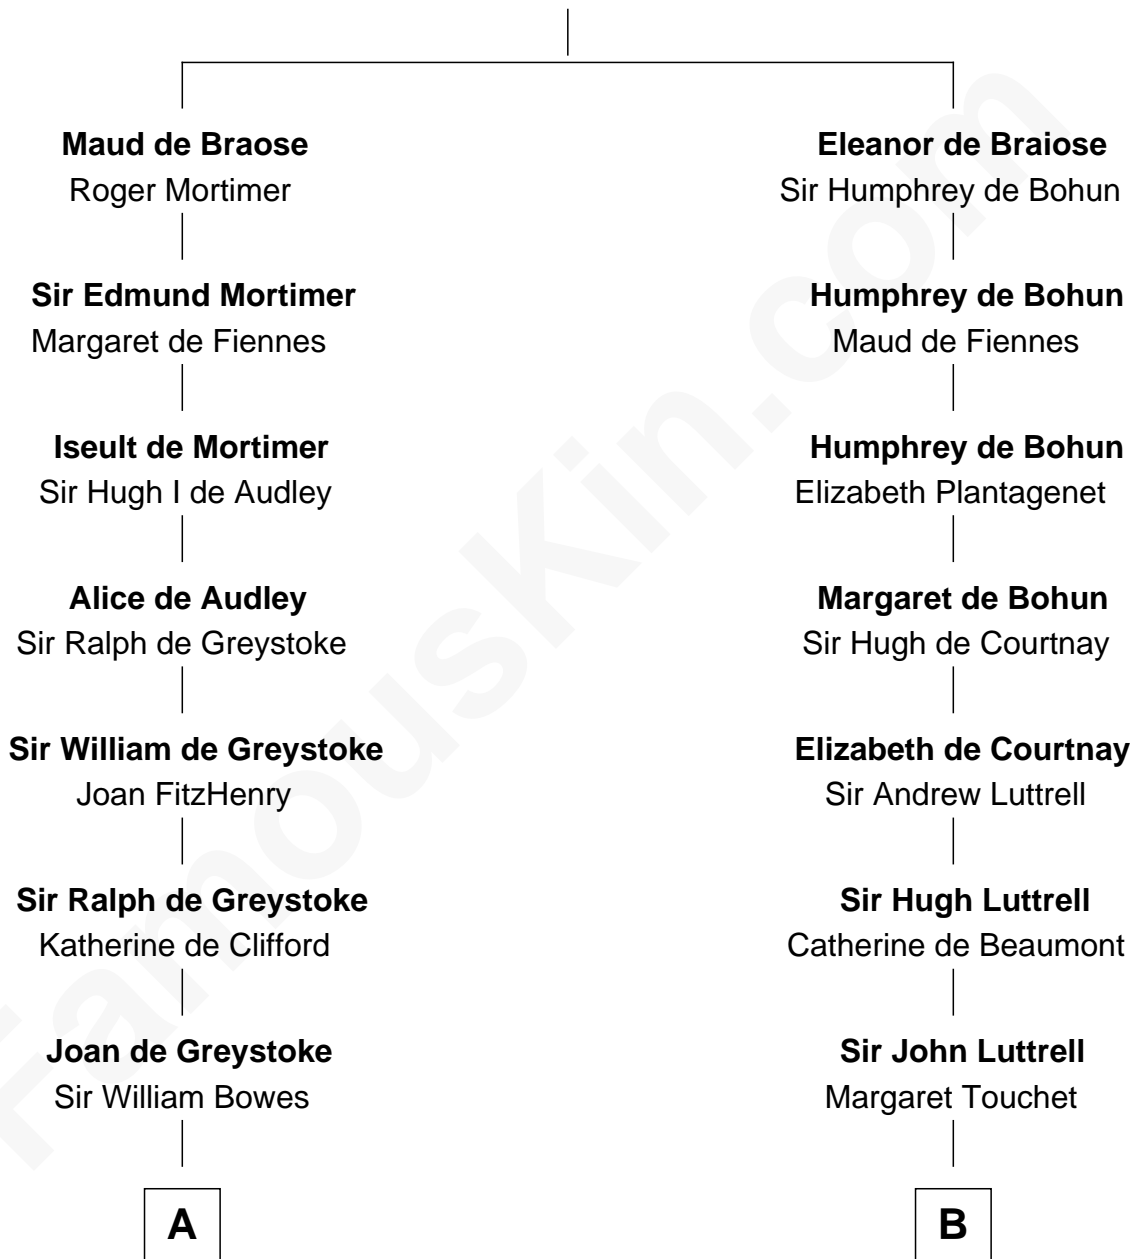 Maud de Braose
Roger Mortimer
Sir Edmund Mortimer
Margaret de Fiennes
Iseult de Mortimer
Sir Hugh I de Audley
Alice de Audley
Sir Ralph de Greystoke
Sir William de Greystoke
Joan FitzHenry
Sir Ralph de Greystoke
Katherine de Clifford
Joan de Greystoke
Sir William Bowes
A
Eleanor de Braiose
Sir Humphrey de Bohun
Humphrey de Bohun
Maud de Fiennes
Humphrey de Bohun
Elizabeth Plantagenet
Margaret de Bohun
Sir Hugh de Courtnay
Elizabeth de Courtnay
Sir Andrew Luttrell
Sir Hugh Luttrell
Catherine de Beaumont
Sir John Luttrell
Margaret Touchet
B
FamousKin.com